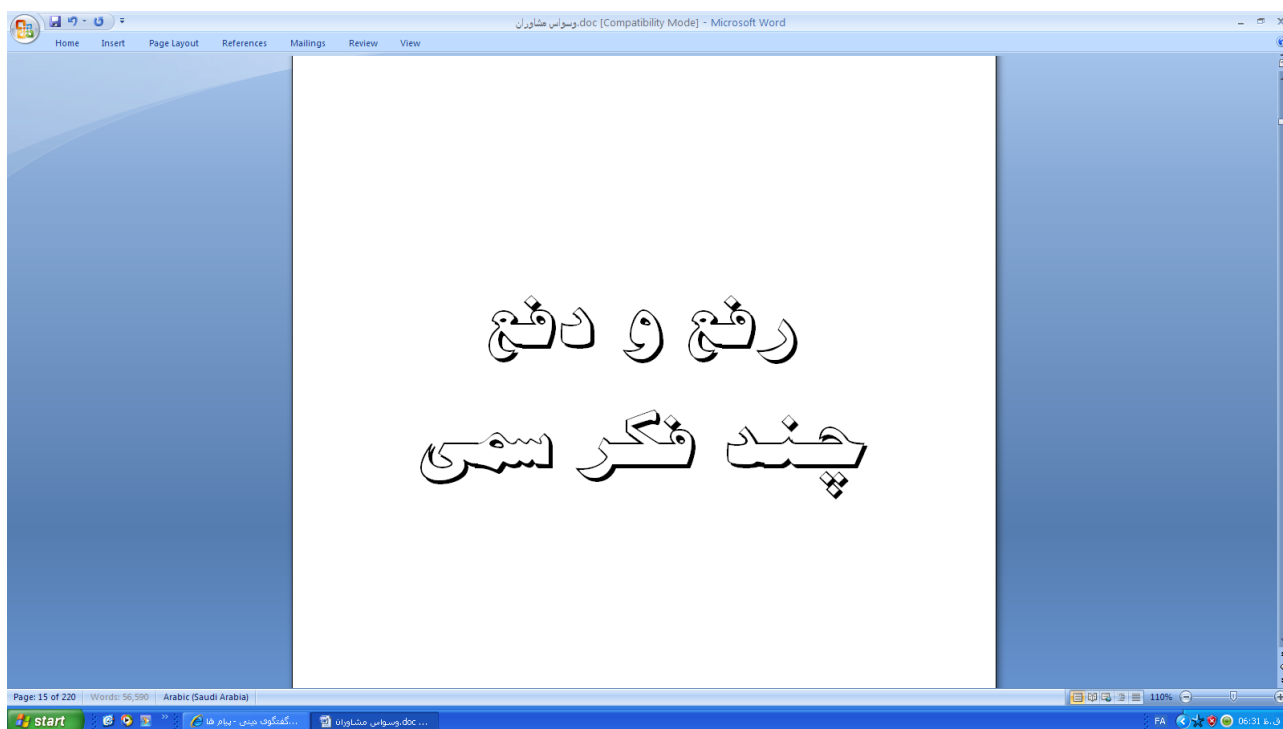 وسواس مشاوران.doc [Compatibility Mode] - Microsoft Word
Home Insert Page Layout References Mailings Review View
رفع و دفع
چند فکر سمی
Page: 15 of 220 Words: 56,590 Arabic (Saudi Arabia) 110%
start گفتگوی دینی - پیام ها... وسواس مشاوران.doc ... FA 06:31 ق.ظ